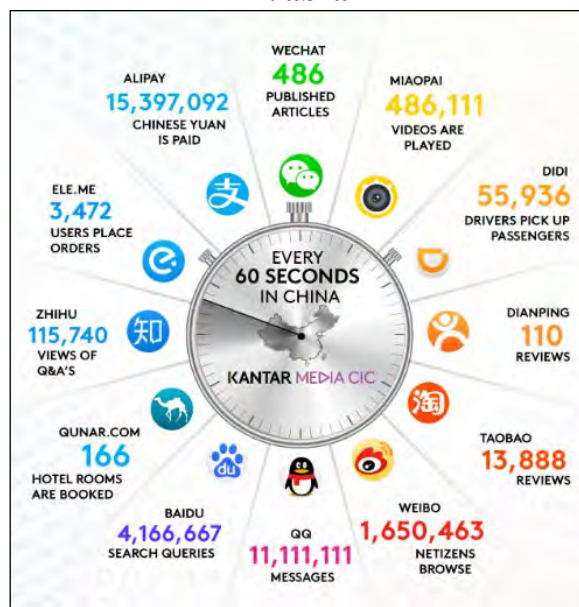 WECHAT
486
PUBLISHED
ARTICLES
MIAOPAI
486,111
VIDEOS ARE
PLAYED
DIDI
55,936
DRIVERS PICK UP
PASSENGERS
DIANPING
110
REVIEWS
TAOBAO
13,888
REVIEWS
WEIBO
1,650,463
NETIZENS
BROWSE
QQ
11,111,111
MESSAGES
BAIDU
4,166,667
SEARCH QUERIES
QUNAR.COM
166
HOTEL ROOMS
ARE BOOKED
ZHIHU
115,740
VIEWS OF
Q&A'S
ELE.ME
3,472
USERS PLACE
ORDERS
ALIPAY
15,397,092
CHINESE YUAN
IS PAID
支
知
du
淘
EVERY
60 SECONDS
IN CHINA
KANTAR MEDIA CIC